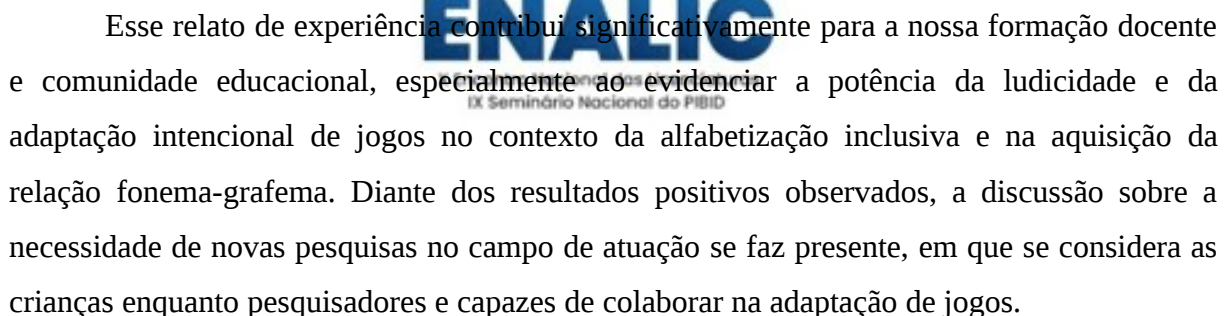 ENALIC
Esse relato de experiência contribui significativamente para a nossa formação docente
e comunidade educacional, especialmente ao evidenciar a potência da ludicidade e da
IX Seminário Nacional do PIBID
adaptação intencional de jogos no contexto da alfabetização inclusiva e na aquisição da
relação fonema-grafema. Diante dos resultados positivos observados, a discussão sobre a
necessidade de novas pesquisas no campo de atuação se faz presente, em que se considera as
crianças enquanto pesquisadores e capazes de colaborar na adaptação de jogos.